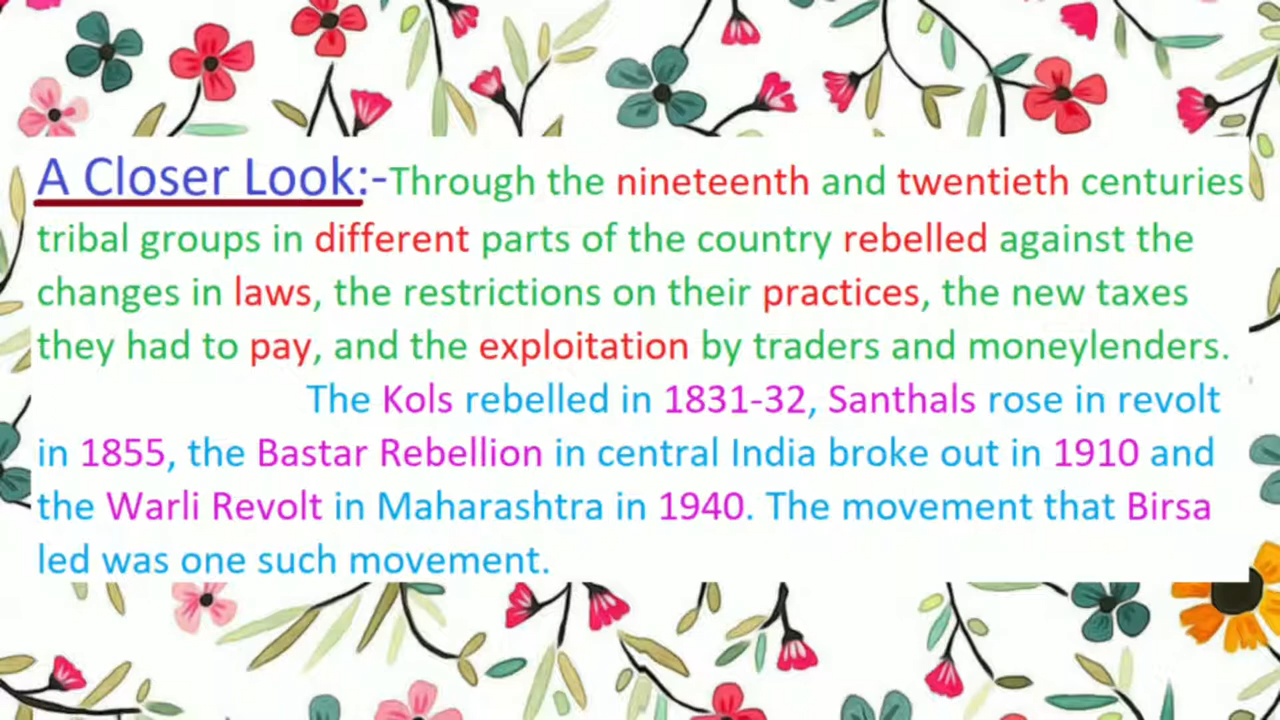 A Closer Look:-Through the nineteenth and twentieth centuries
tribal groups in different parts of the country rebelled against the
changes in laws, the restrictions on their practices, the new taxes
they had to pay, and the exploitation by traders and moneylenders.
The Kols rebelled in 1831-32, Santhals rose in revolt
in 1855, the Bastar Rebellion in central India broke out in 1910 and
the Warli Revolt in Maharashtra in 1940. The movement that Birsa
led was one such movement.